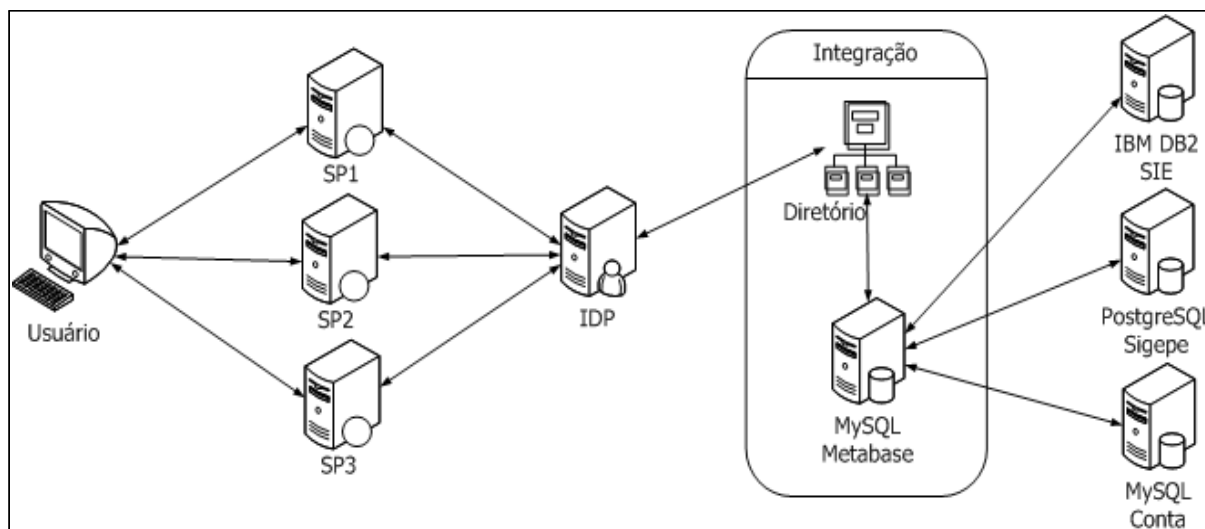 Integração
SP1
IBM DB2
SIE
Diretório
Usuário
SP2
IDP
PostgreSQL
Sigepe
MySQL
Metabase
SP3
MySQL
Conta